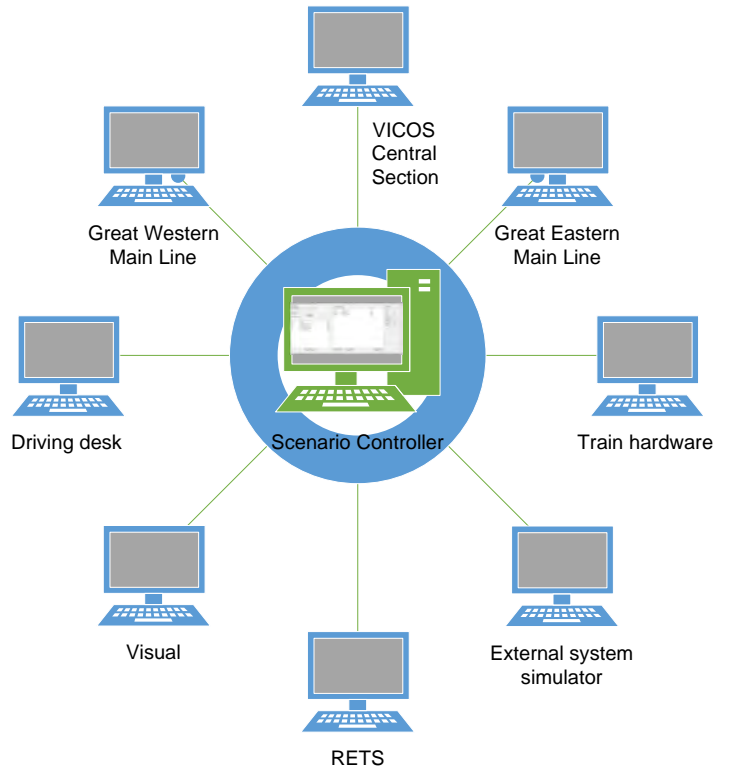 VICOS
Central
Section
Great Western
Main Line
Great Eastern
Main Line
Driving desk
Scenario Controller
Train hardware
Visual
External system
simulator
RETS